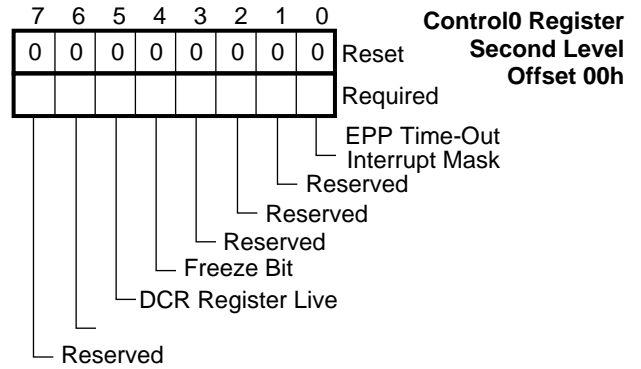 7 6 5 4 3 2 1 0
Control0 Register
Second Level
Offset 00h
0 0 0 0 0 0 0 0 Reset
Required
EPP Time-Out
Interrupt Mask
Reserved
Reserved
Reserved
Freeze Bit
DCR Register Live
Reserved